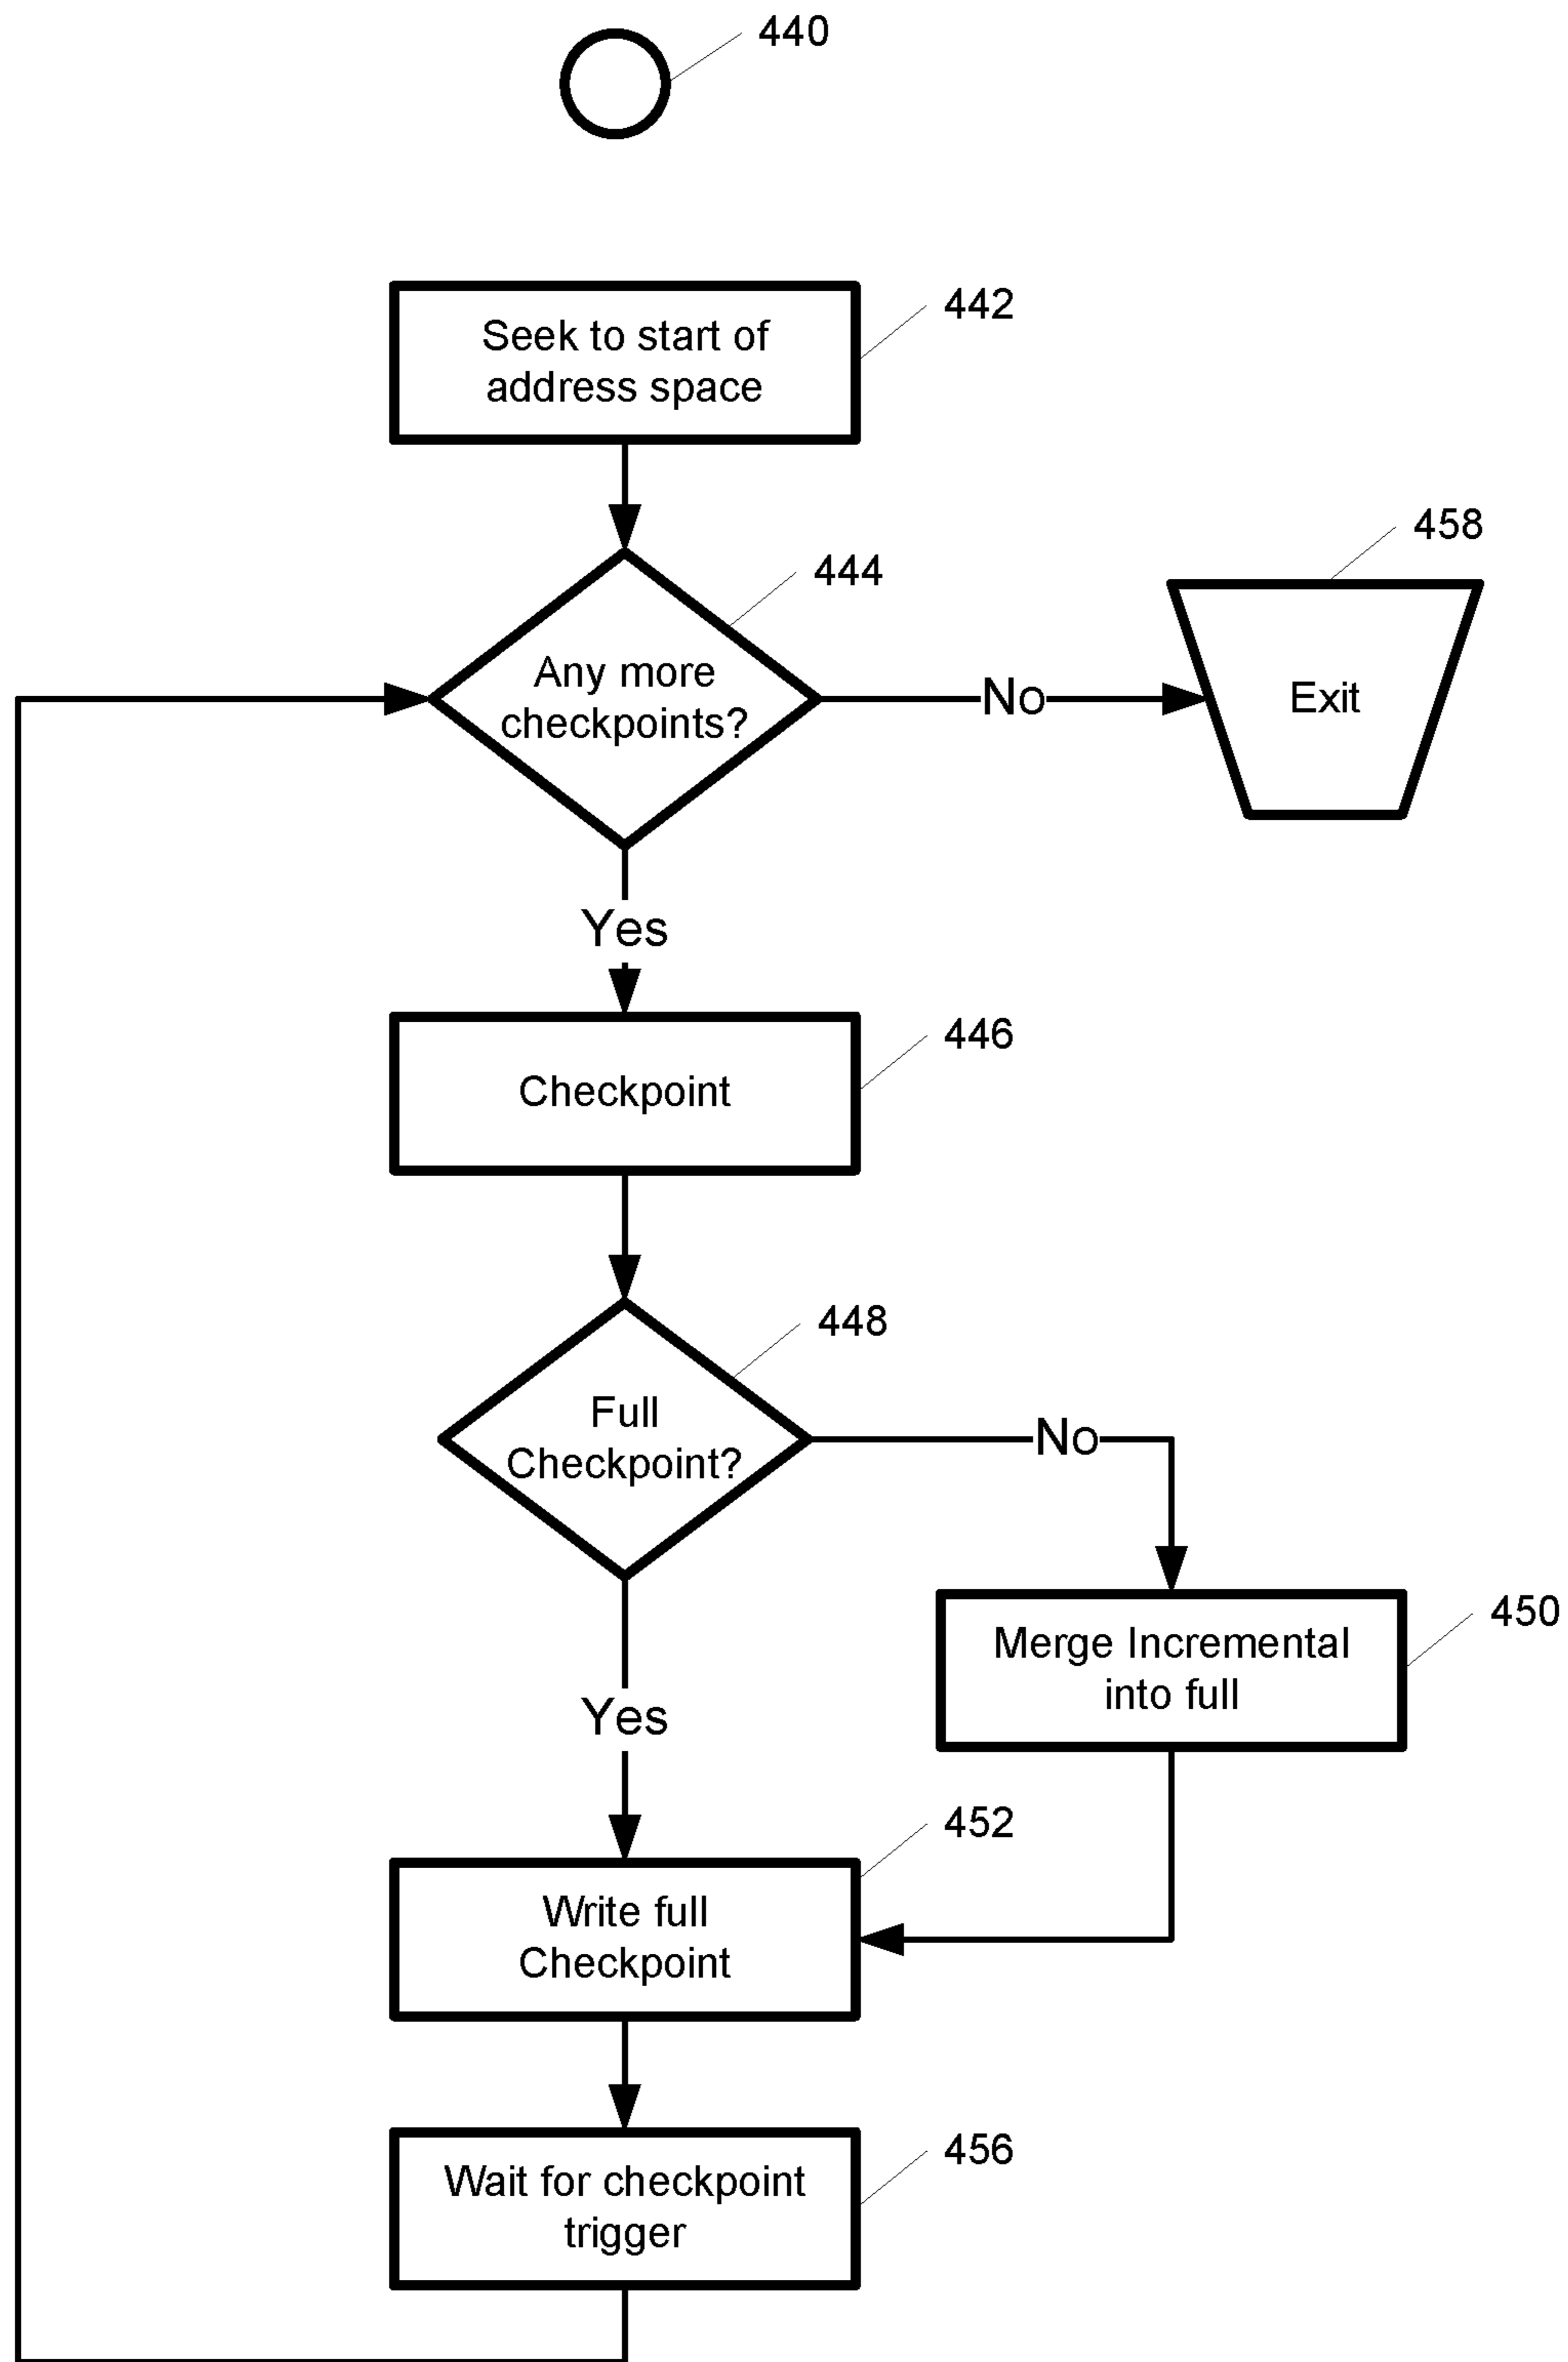 440
Seek to start of
address space
442
458
444
Any more
checkpoints?
No
Exit
Yes
446
Checkpoint
448
Full
Checkpoint?
No
450
Merge Incremental
into full
Yes
452
Write full
Checkpoint
456
Wait for checkpoint
trigger